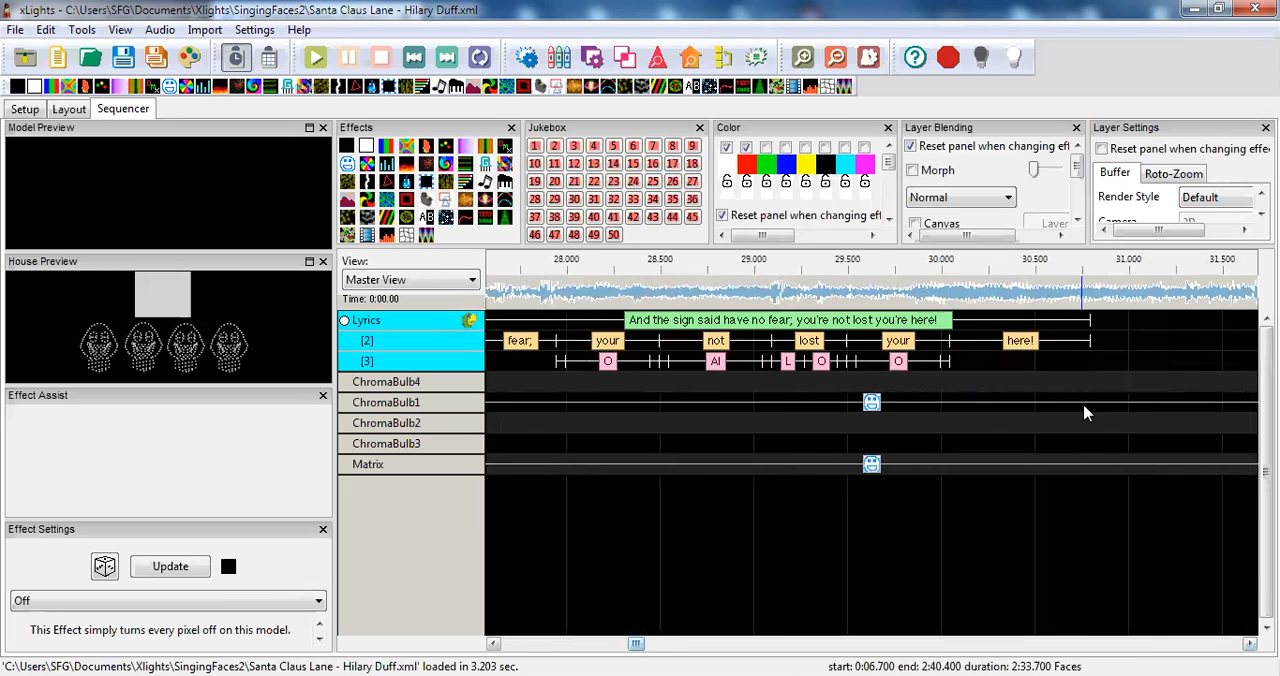 xLights - C:\Users\SFG\Documents\Xlights\SingingFaces2\Santa Claus Lane - Hilary Duff.xml
File Edit Tools View Audio Import Settings Help
Setup Layout Sequencer
Model Preview
House Preview
Effect Assist
Effect Settings
Update
Off
This Effect simply turns every pixel off on this model.
Effects
Jukebox
1 2 3 4 5 6 7 8 9
10 11 12 13 14 15 16 17 18
19 20 21 22 23 24 25 26 27
28 29 30 31 32 33 34 35 36
37 38 39 40 41 42 43 44 45
46 47 48 49 50
Color
Reset panel when changing eff
Layer Blending
Reset panel when changing effe
Morph
Normal
Canvas Layer
Layer Settings
Reset panel when changing effe
Buffer Roto-Zoom
Render Style Default
View:
Master View
Time: 0:00.00
28.000 28.500 29.000 29.500 30.000 30.500 31.000 31.500
Lyrics And the sign said have no fear; you're not lost you're here!
[2] fear; your not lost your here!
[3] O AI L O O
ChromaBulb4
ChromaBulb1
ChromaBulb2
ChromaBulb3
Matrix
'C:\Users\SFG\Documents\Xlights\SingingFaces2\Santa Claus Lane - Hilary Duff.xml' loaded in 3.203 sec.
start: 0:06.700 end: 2:40.400 duration: 2:33.700 Faces